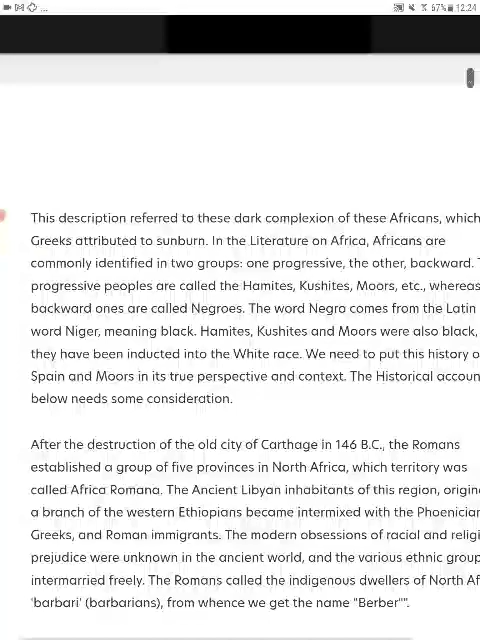 ... 67% 12:24
This description referred to these dark complexion of these Africans, which
Greeks attributed to sunburn. In the Literature on Africa, Africans are
commonly identified in two groups: one progressive, the other, backward.
progressive peoples are called the Hamites, Kushites, Moors, etc., whereas
backward ones are called Negroes. The word Negro comes from the Latin
word Niger, meaning black. Hamites, Kushites and Moors were also black,
they have been inducted into the White race. We need to put this history o
Spain and Moors in its true perspective and context. The Historical accoun
below needs some consideration.
After the destruction of the old city of Carthage in 146 B.C., the Romans
established a group of five provinces in North Africa, which territory was
called Africa Romana. The Ancient Libyan inhabitants of this region, origin
a branch of the western Ethiopians became intermixed with the Phoenician
Greeks, and Roman immigrants. The modern obsessions of racial and religi
prejudice were unknown in the ancient world, and the various ethnic group
intermarried freely. The Romans called the indigenous dwellers of North Af
'barbari' (barbarians), from whence we get the name "Berber"".